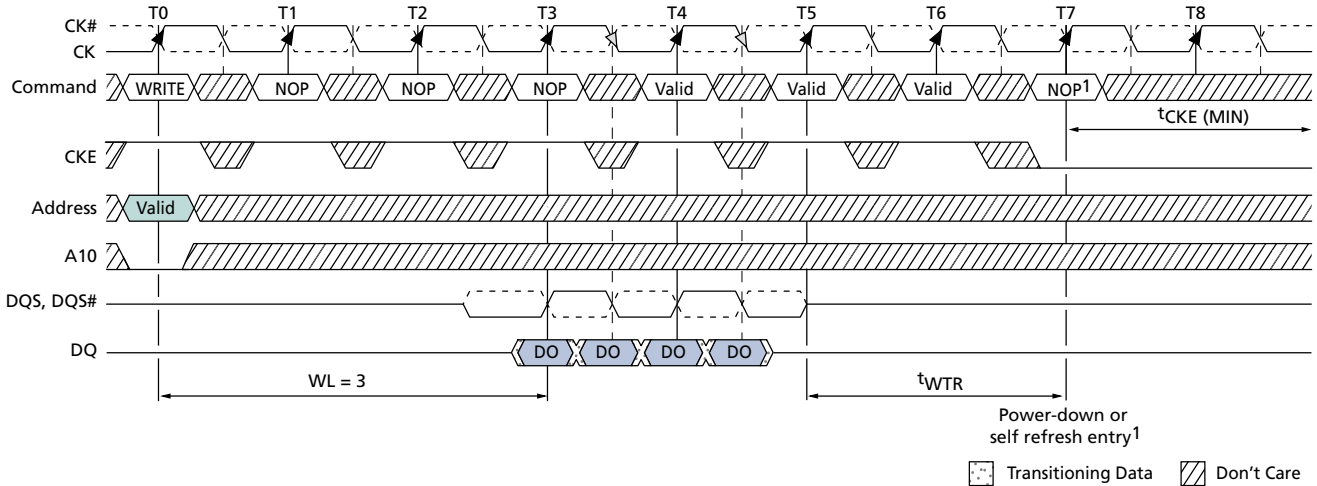 T0 T1 T2 T3 T4 T5 T6 T7 T8
CK#
CK
Command WRITE NOP NOP NOP Valid Valid Valid NOP1
tCKE (MIN)
CKE
Address Valid
A10
DQS, DQS#
DQ DO DO DO DO
WL = 3 tWTR
Power-down or
self refresh entry1
Transitioning Data Don't Care